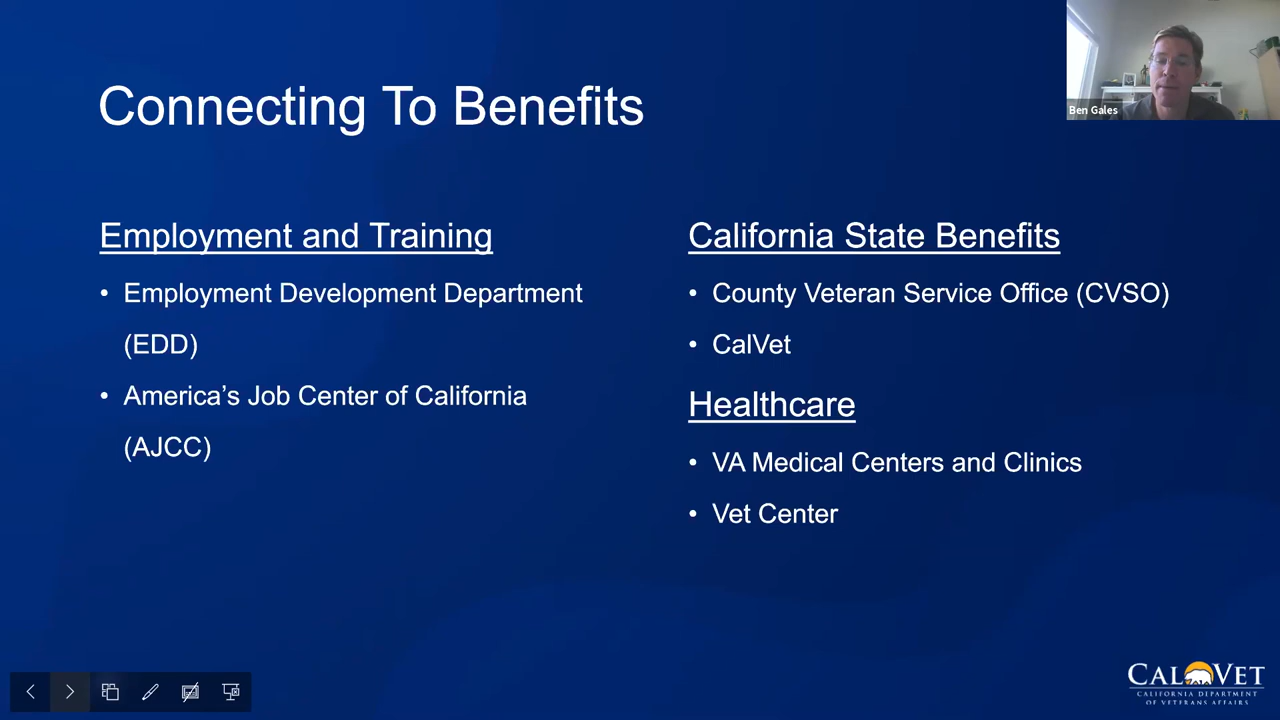 Connecting To Benefits
Ben Gales
Employment and Training
• Employment Development Department
(EDD)
• America’s Job Center of California
(AJCC)
California State Benefits
• County Veteran Service Office (CVSO)
• CalVet
Healthcare
• VA Medical Centers and Clinics
• Vet Center
CALVET
CALIFORNIA DEPARTMENT
OF VETERANS AFFAIRS